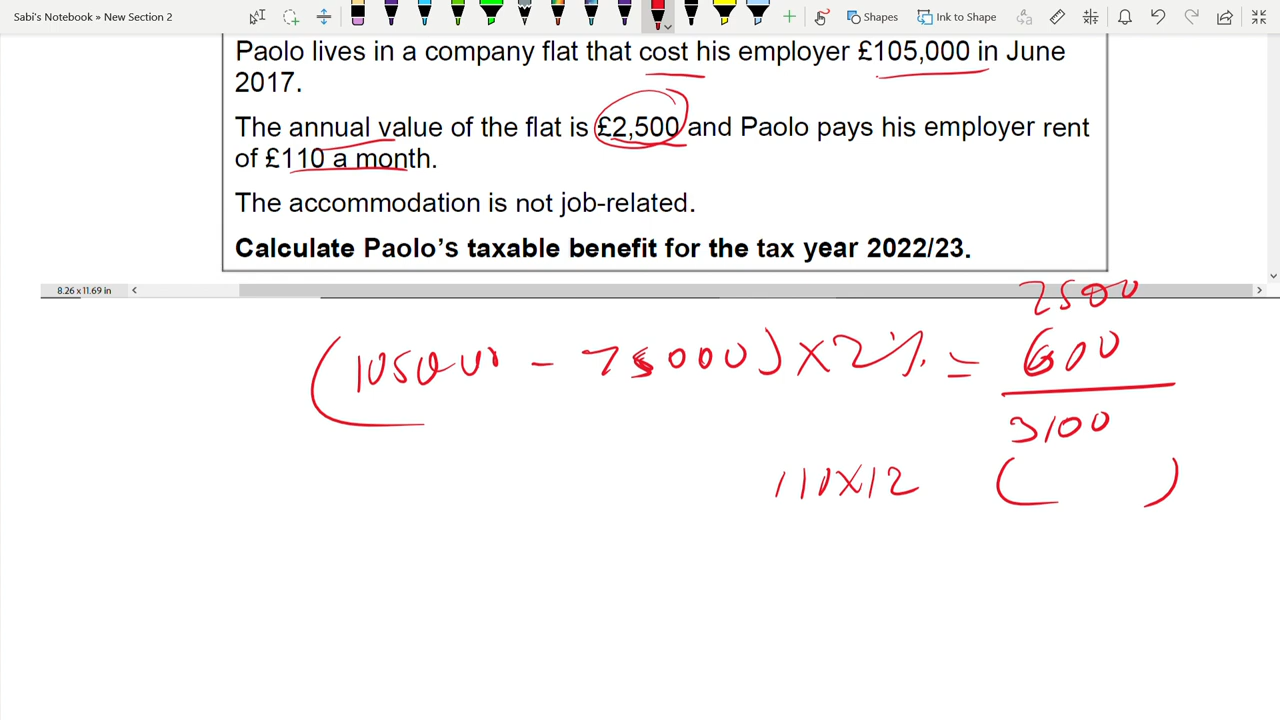 Sabi's Notebook » New Section 2
Shapes
Ink to Shape
Paolo lives in a company flat that cost his employer £105,000 in June
2017.
The annual value of the flat is £2,500 and Paolo pays his employer rent
of £110 a month.
The accommodation is not job-related.
Calculate Paolo's taxable benefit for the tax year 2022/23.
8.26 x 11.69 in
2500
(105000 - 75000) x 2% = 600
3100
110x12 ( )